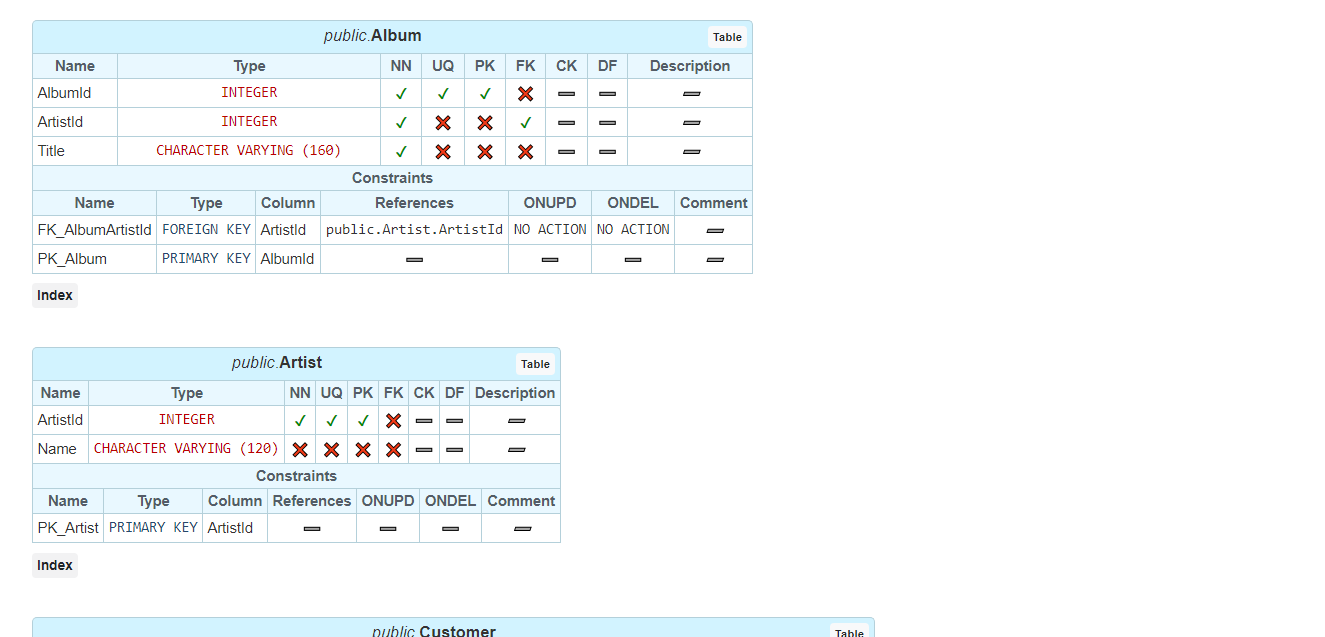 public.Album Table
Name Type NN UQ PK FK CK DF Description
AlbumId INTEGER ✓ ✓ ✓ ✗
ArtistId INTEGER ✓ ✗ ✗ ✓
Title CHARACTER VARYING (160) ✓ ✗ ✗ ✗
Constraints
Name Type Column References ONUPD ONDEL Comment
FK_AlbumArtistId FOREIGN KEY ArtistId public.Artist.ArtistId NO ACTION NO ACTION
PK_Album PRIMARY KEY AlbumId
Index
public.Artist Table
Name Type NN UQ PK FK CK DF Description
ArtistId INTEGER ✓ ✓ ✓ ✗
Name CHARACTER VARYING (120) ✗ ✗ ✗ ✗
Constraints
Name Type Column References ONUPD ONDEL Comment
PK_Artist PRIMARY KEY ArtistId
Index
public.Customer Table